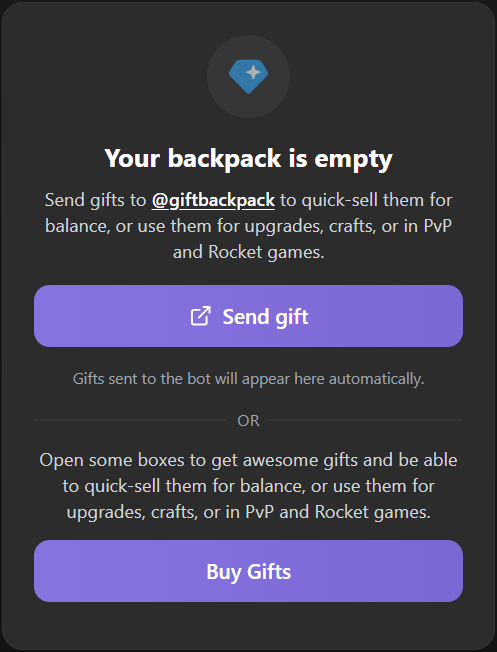 Your backpack is empty
Send gifts to @giftbackpack to quick-sell them for
balance, or use them for upgrades, crafts, or in PvP
and Rocket games.
Send gift
Gifts sent to the bot will appear here automatically.
OR
Open some boxes to get awesome gifts and be able
to quick-sell them for balance, or use them for
upgrades, crafts, or in PvP and Rocket games.
Buy Gifts